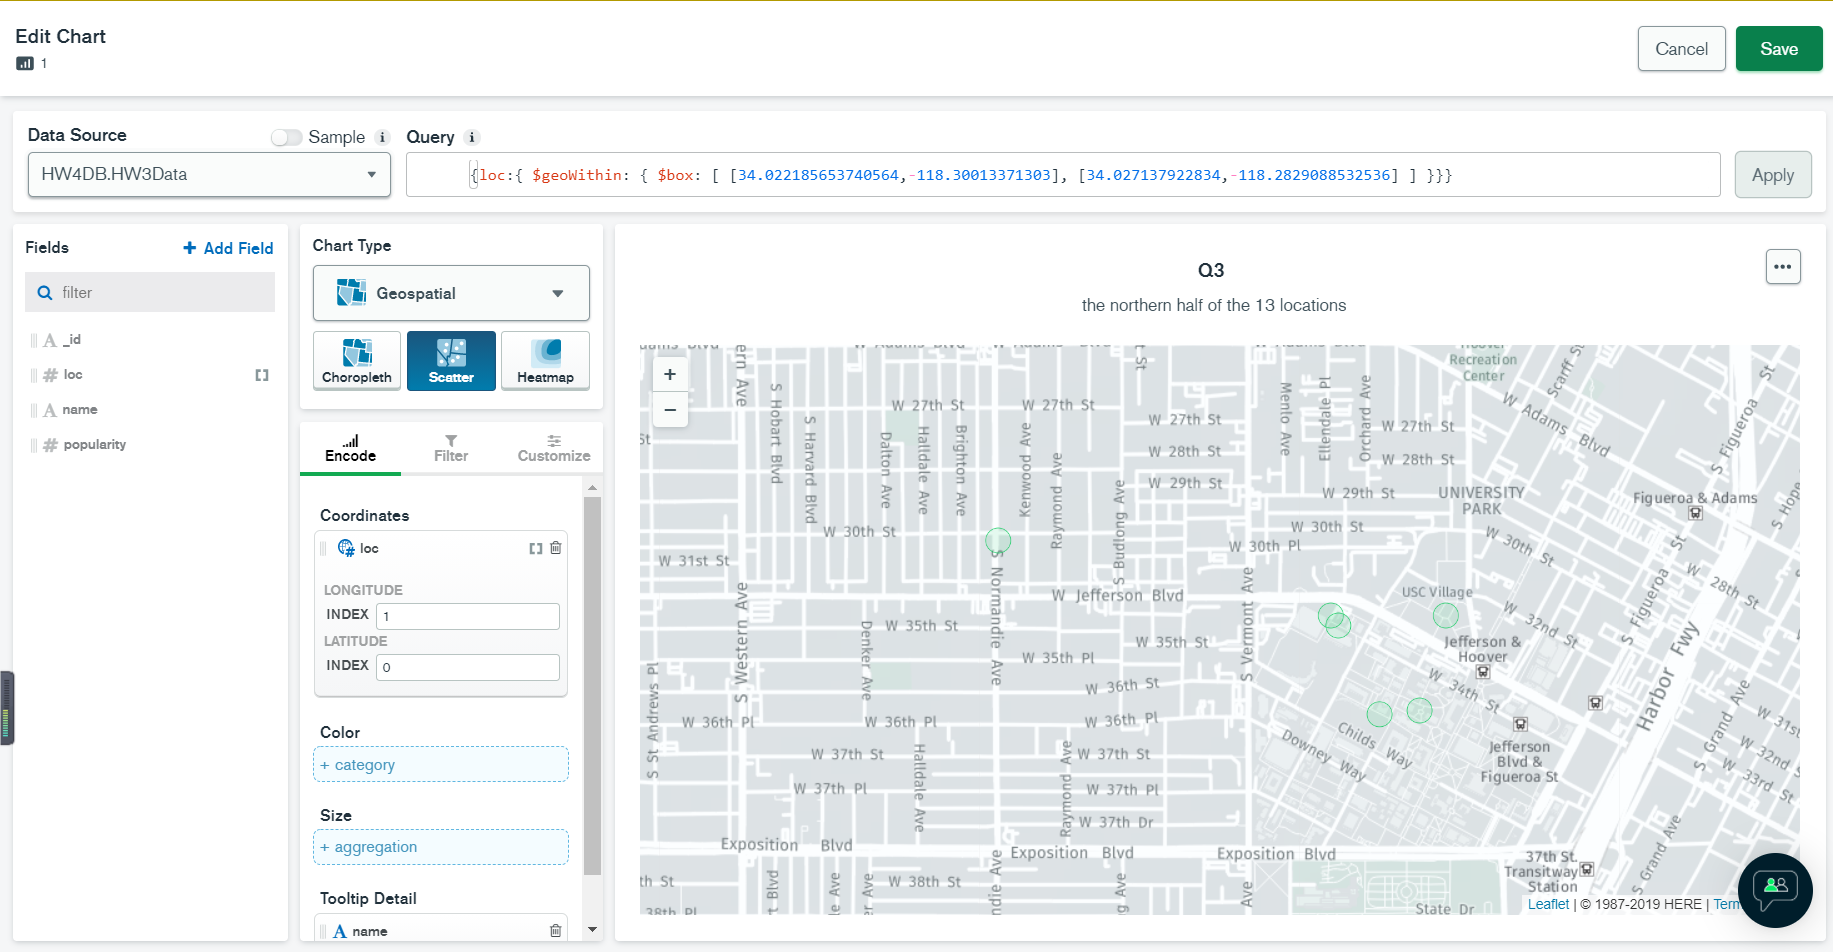 Edit Chart
1
Cancel
Save
Data Source
Sample
Query
HW4DB.HW3Data
{loc:{ $geoWithin: { $box: [ [34.022185653740564,-118.30013371303], [34.027137922834,-118.2829088532536] ] }}}
Apply
Fields
+ Add Field
filter
_id
loc
name
popularity
Chart Type
Geospatial
Choropleth
Scatter
Heatmap
Encode
Filter
Customize
Coordinates
loc
LONGITUDE
INDEX 1
LATITUDE
INDEX 0
Color
+ category
Size
+ aggregation
Tooltip Detail
name
Q3
the northern half of the 13 locations
+
−
W Adams Blvd
W Adams Blvd
Recreation
Center
Scarff St
S Hobart Blvd
S Harvard Blvd
Dalton Ave
Halldale Ave
Brighton Ave
Kenwood Ave
Raymond Ave
S Budlong Ave
Menlo Ave
Ellendale Pl
Orchard Ave
W 27th St
W 27th St
W 27th St
W 27th St
W Adams Blvd
S Figueroa St
W 28th St
W 28th St
W 29th St
W 29th St
UNIVERSITY
PARK
Figueroa & Adams
S Hope
W 30th St
W 30th St
W 30th Pl
W 30th St
W 31st St
S Western Ave
S Normandie Ave
S Vermont Ave
W Jefferson Blvd
USC Village
W 28th St
S Figueroa St
W 32nd St
Denker Ave
W 35th St
W 35th St
W 35th Pl
Jefferson &
Hoover
W 34th St
W 36th St
W 36th Pl
W 36th Pl
W 36th Pl
S St Andrews Pl
Harbor Fwy
S Grand Ave
W 31st
W 32nd S
W 33rd St
Childs Way
Downey Way
Jefferson
Blvd &
Figueroa St
W 37th St
W 37th St
W 37th Pl
W 37th Pl
W 37th Dr
Halldale Ave
Raymond Ave
Exposition Blvd
Exposition Blvd
Exposition Blvd
37th St.
Transitway
Station
S Grand Ave
W 38th St
38th Pl
State Dr
Leaflet | © 1987-2019 HERE | Term